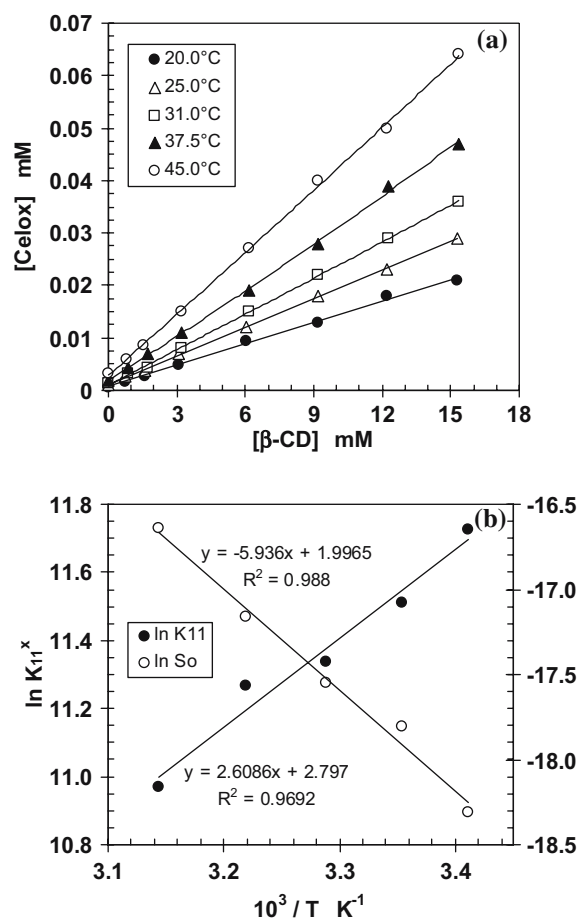 (a)
0.07
0.06
0.05
0.04
0.03
0.02
0.01
0
[Celox] mM
20.0°C
25.0°C
31.0°C
37.5°C
45.0°C
0 3 6 9 12 15 18
[β-CD] mM
(b)
11.8
11.6
11.4
11.2
11.0
10.8
ln K₁₁ˣ
-16.5
-17.0
-17.5
-18.0
-18.5
y = -5.936x + 1.9965
R² = 0.988
ln K11
ln So
y = 2.6086x + 2.797
R² = 0.9692
3.1 3.2 3.3 3.4
10³ / T K⁻¹